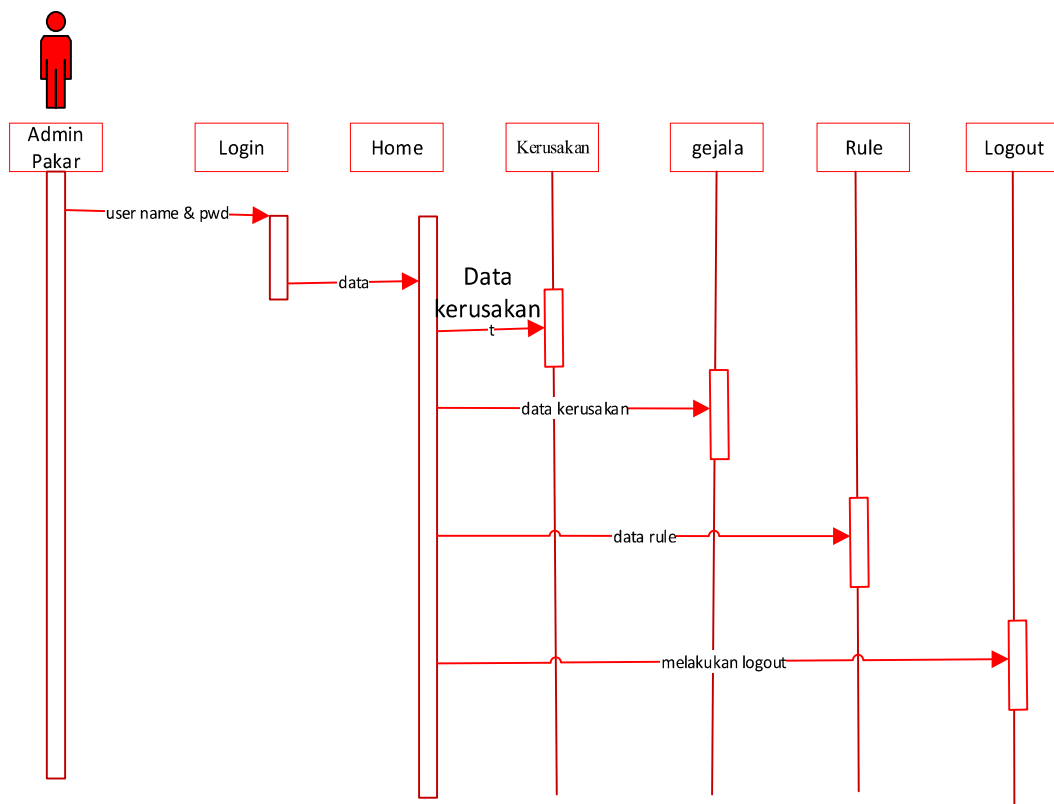 Admin
Pakar
Login
Home
Kerusakan
gejala
Rule
Logout
user name & pwd
data
Data
kerusakan
t
data kerusakan
data rule
melakukan logout